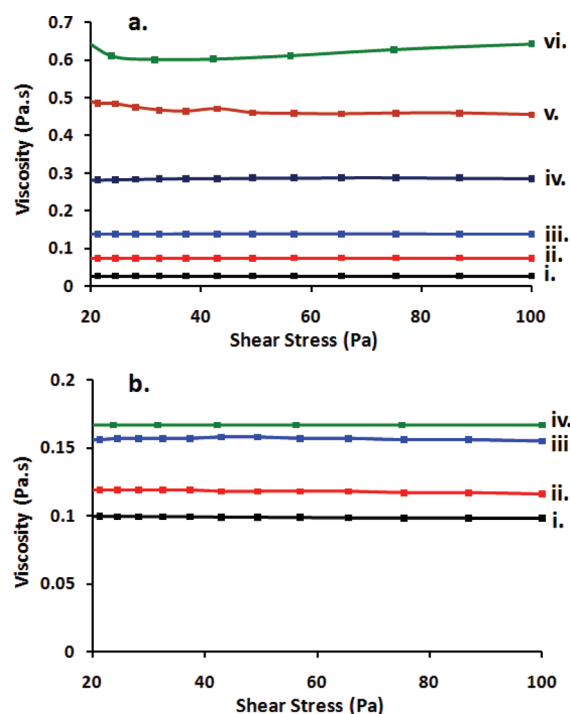 a.
0.7
0.6
0.5
0.4
0.3
0.2
0.1
0
Viscosity (Pa.s)
vi.
v.
iv.
iii.
ii.
i.
20 40 60 80 100
Shear Stress (Pa)
b.
0.2
0.15
0.1
0.05
0
Viscosity (Pa.s)
iv.
iii
ii.
i.
20 40 60 80 100
Shear Stress (Pa)